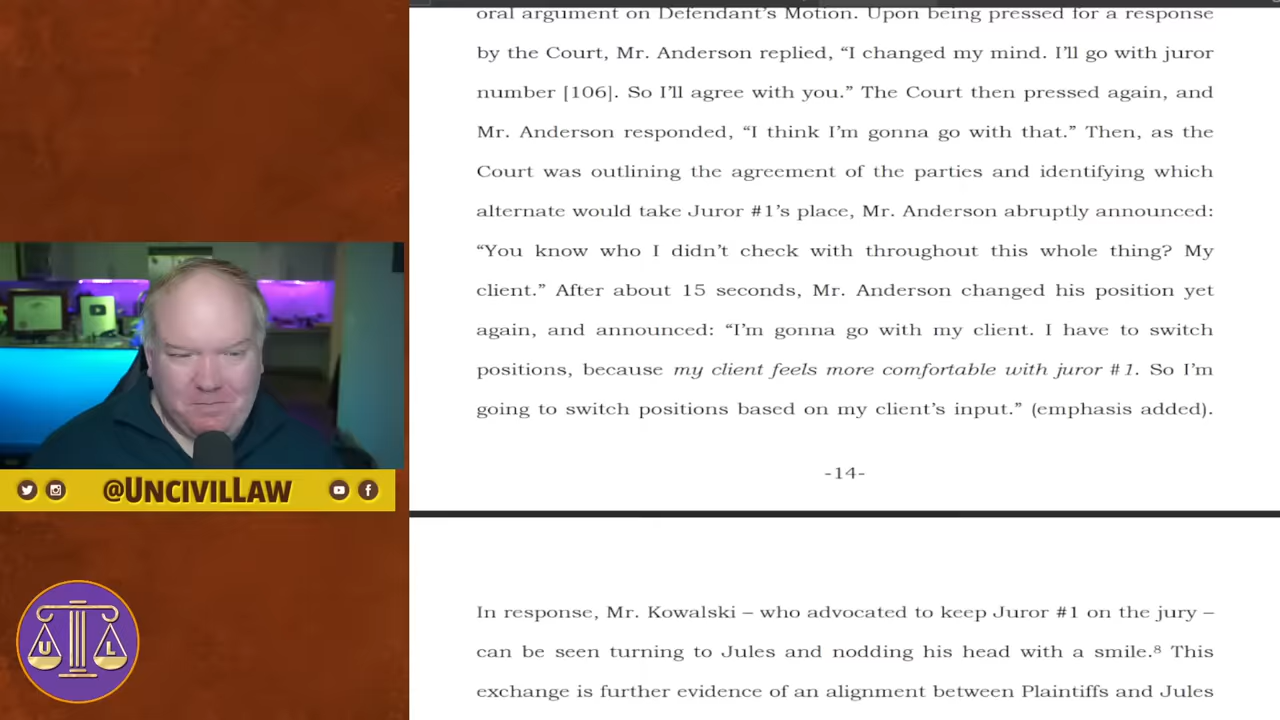 oral argument on Defendant's Motion. Upon being pressed for a response
by the Court, Mr. Anderson replied, “I changed my mind. I'll go with juror
number [106]. So I'll agree with you.” The Court then pressed again, and
Mr. Anderson responded, “I think I'm gonna go with that.” Then, as the
Court was outlining the agreement of the parties and identifying which
alternate would take Juror #1's place, Mr. Anderson abruptly announced:
“You know who I didn't check with throughout this whole thing? My
client.” After about 15 seconds, Mr. Anderson changed his position yet
again, and announced: “I'm gonna go with my client. I have to switch
positions, because my client feels more comfortable with juror #1. So I'm
going to switch positions based on my client's input.” (emphasis added).
-14-
In response, Mr. Kowalski – who advocated to keep Juror #1 on the jury –
can be seen turning to Jules and nodding his head with a smile.⁸ This
exchange is further evidence of an alignment between Plaintiffs and Jules
@UNCIVILLAW
U L